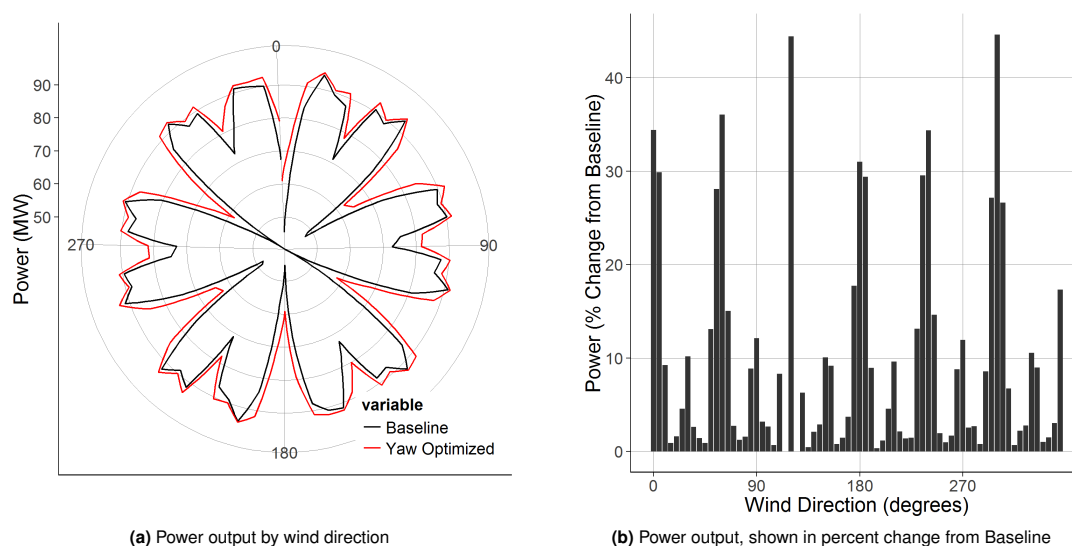 0
90
80
70
60
50
Power (MW)
270
90
180
variable
Baseline
Yaw Optimized
(a) Power output by wind direction
Power (% Change from Baseline)
40
30
20
10
0
0
90
180
270
Wind Direction (degrees)
(b) Power output, shown in percent change from Baseline